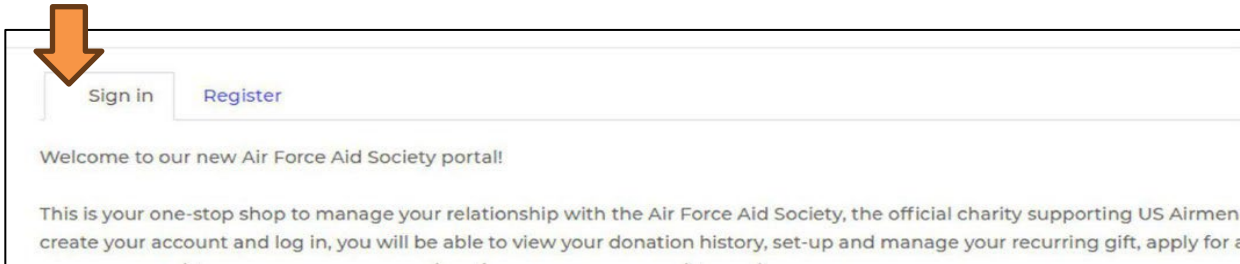 Sign in Register
Welcome to our new Air Force Aid Society portal!
This is your one-stop shop to manage your relationship with the Air Force Aid Society, the official charity supporting US Airmen
create your account and log in, you will be able to view your donation history, set-up and manage your recurring gift, apply for a